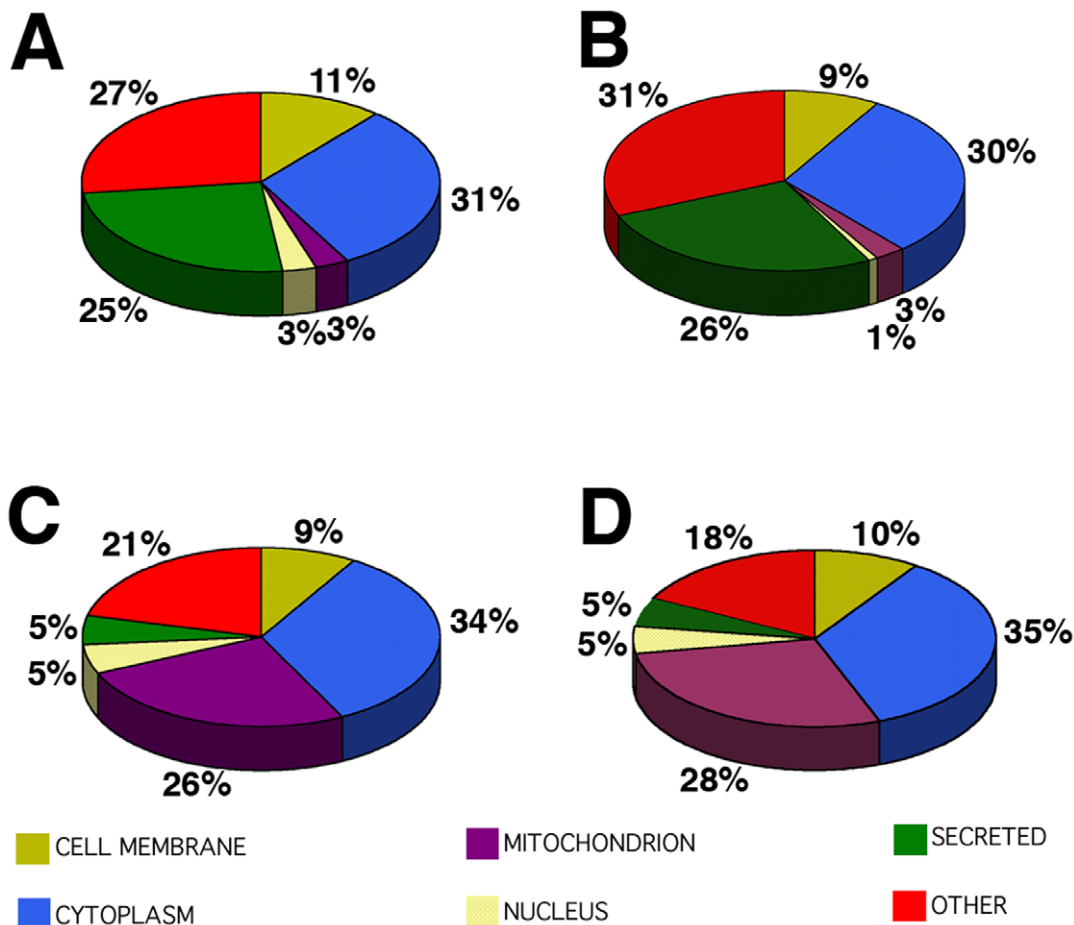 A
B
27%
11%
31%
9%
31%
30%
25%
3%
3%
26%
3%
1%
C
D
21%
9%
18%
10%
5%
34%
5%
35%
5%
5%
26%
28%
CELL MEMBRANE
MITOCHONDRION
SECRETED
CYTOPLASM
NUCLEUS
OTHER